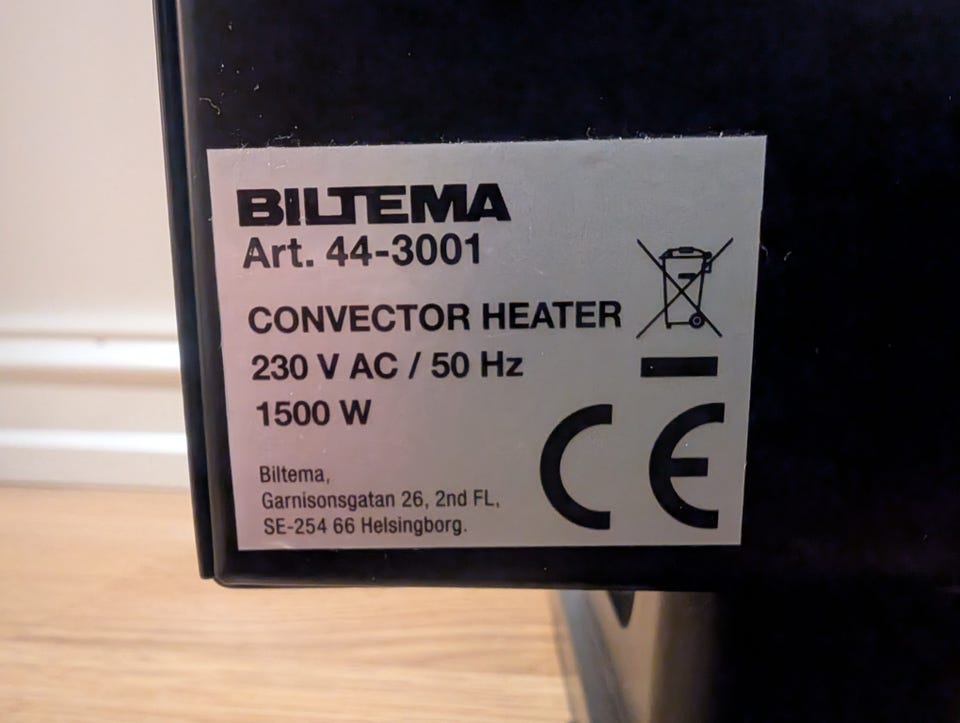 BILTEMA
Art. 44-3001
CONVECTOR HEATER
230 V AC / 50 Hz
1500 W
Biltema,
Garnisonsgatan 26, 2nd FL,
SE-254 66 Helsingborg.
CE